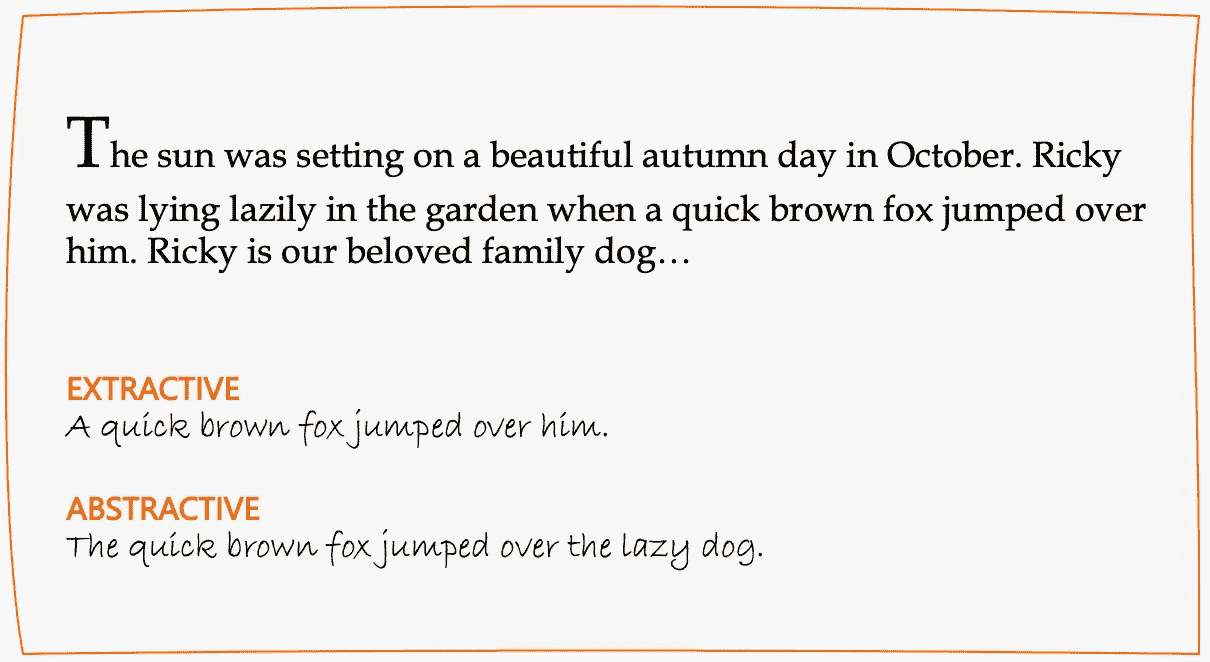 The sun was setting on a beautiful autumn day in October. Ricky
was lying lazily in the garden when a quick brown fox jumped over
him. Ricky is our beloved family dog…
EXTRACTIVE
A quick brown fox jumped over him.
ABSTRACTIVE
The quick brown fox jumped over the lazy dog.